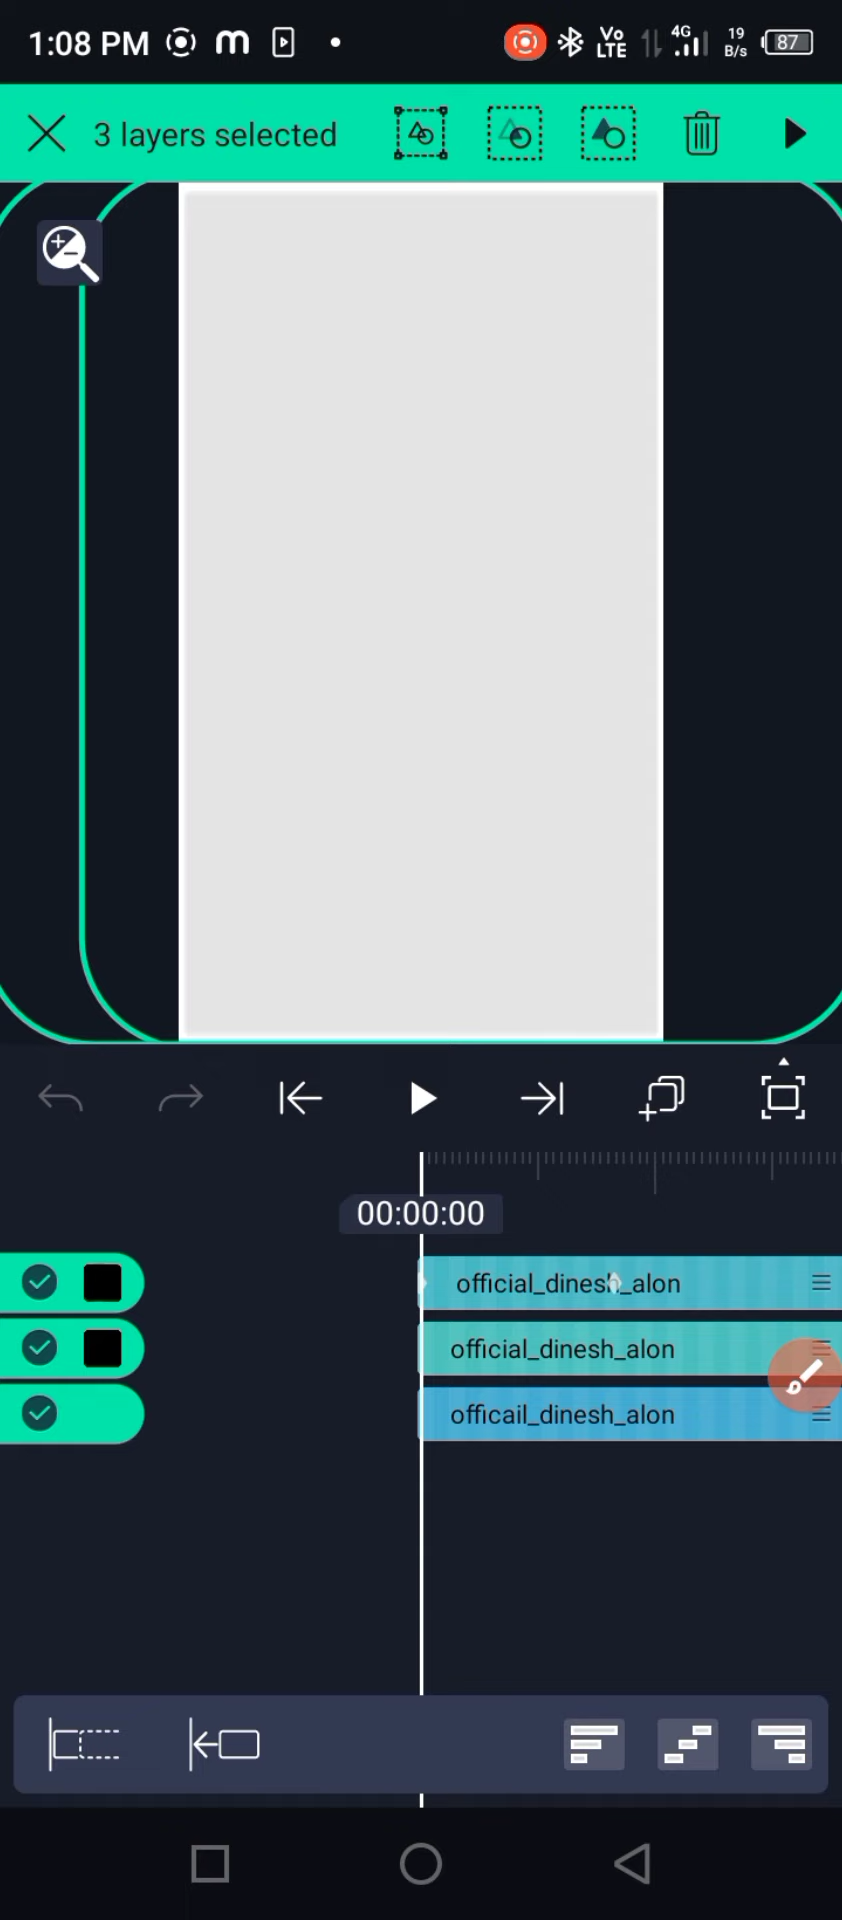 1:08 PM Vo LTE 4G 19 B/s 87
3 layers selected
00:00:00
official_dinesh_alon
official_dinesh_alon
officail_dinesh_alon